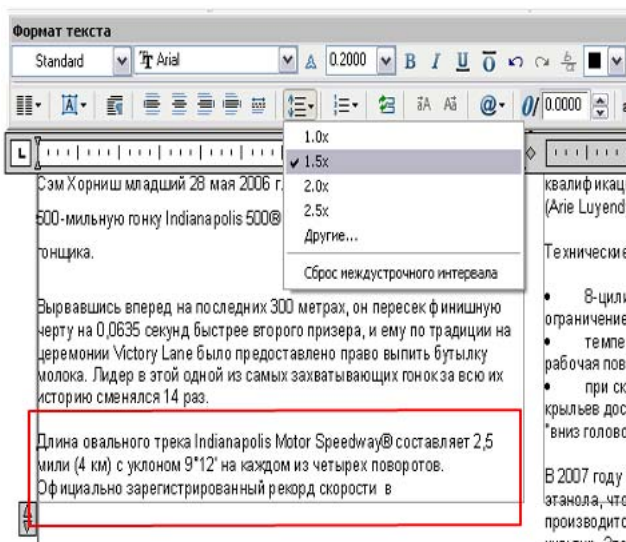 Формат текста
Standard Arial 0.2000 B I U O
@ 0/ 0.0000
L
1.0x
1.5x
2.0x
2.5x
Другие...
Сброс междустрочного интервала
Сэм Хорниш младший 28 мая 2006 г.
500-мильную гонку Indianapolis 500®
гонщика.
Вырвавшись вперед на последних 300 метрах, он пересек финишную
черту на 0,0635 секунд быстрее второго призера, и ему по традиции на
церемонии Victory Lane было предоставлено право выпить бутылку
молока. Лидер в этой одной из самых захватывающих гонок за всю их
историю сменялся 14 раз.
Длина овального трека Indianapolis Motor Speedway® составляет 2,5
мили (4 км) с уклоном 9°12' на каждом из четырех поворотов.
Официально зарегистрированный рекорд скорости в
квалификац
(Arie Luyend
Технические
• 8-цили
ограничение
• темпе
рабочая пов
• при ск
крыльев дос
"вниз голово
В 2007 году
этанола, что
производитс